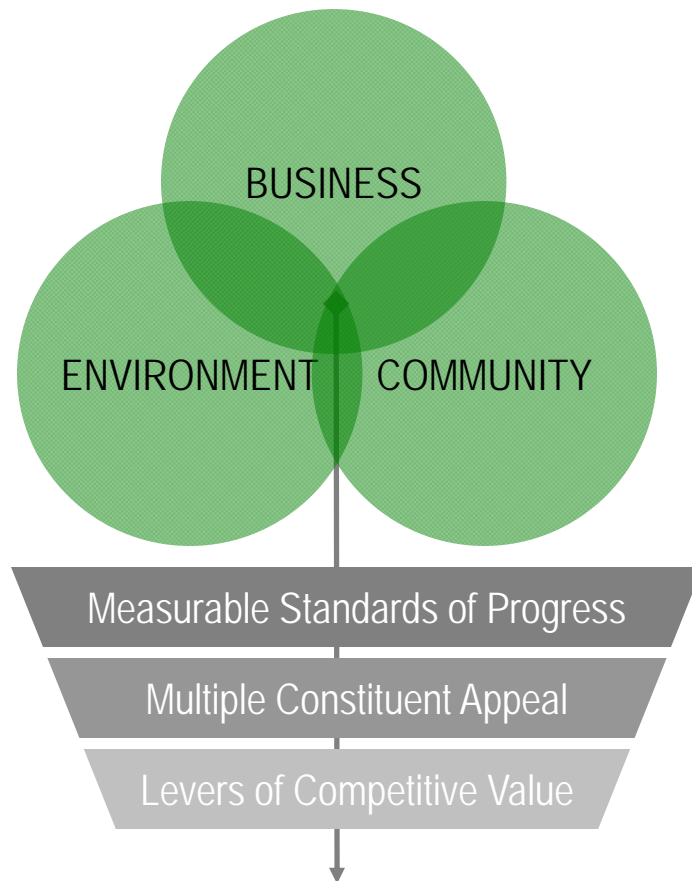 BUSINESS
ENVIRONMENT
COMMUNITY
Measurable Standards of Progress
Multiple Constituent Appeal
Levers of Competitive Value